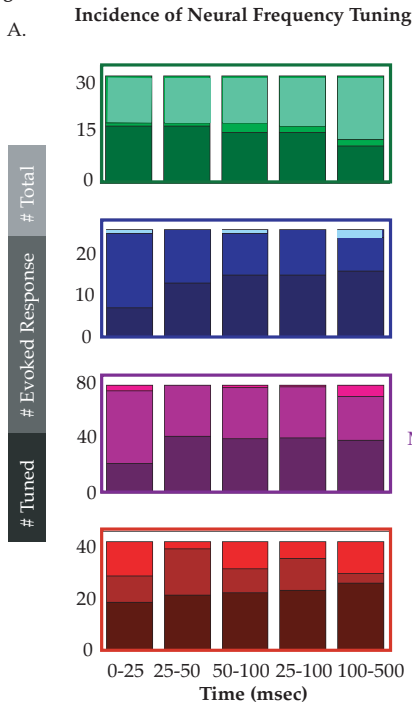 Incidence of Neural Frequency Tuning
A.
# Total
# Evoked Response
# Tuned
30
15
0
20
10
0
80
40
0
40
20
0
0-25 25-50 50-100 25-100 100-500
Time (msec)